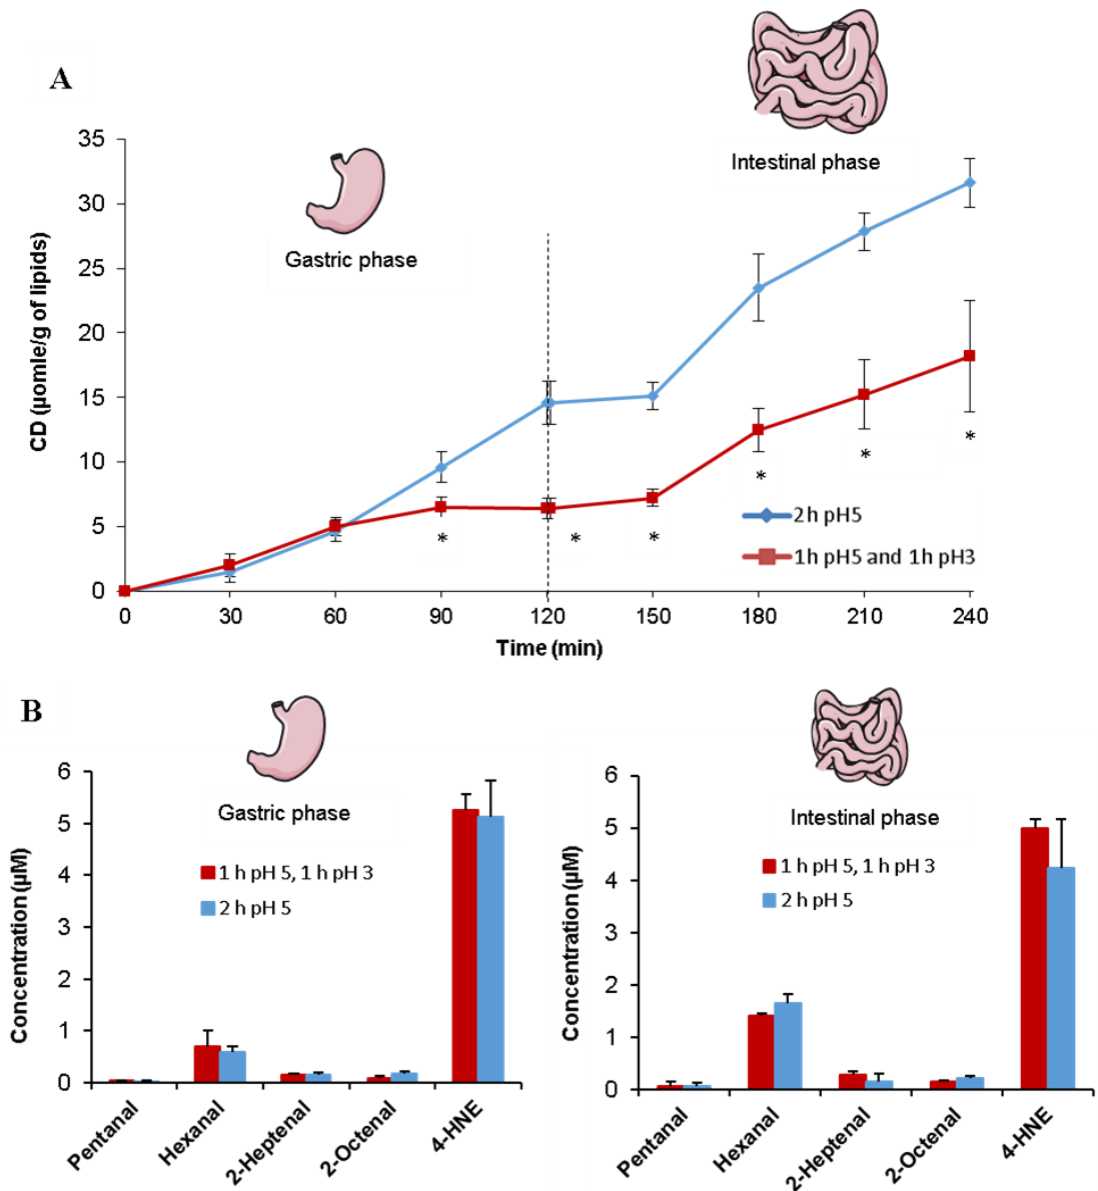 A
Intestinal phase
Gastric phase
CD (µomle/g of lipids)
35
30
25
20
15
10
5
0
* * * * * *
2h pH5
1h pH5 and 1h pH3
0 30 60 90 120 150 180 210 240
Time (min)
B
Gastric phase
1 h pH 5, 1 h pH 3
2 h pH 5
Concentration (µM)
6
5
4
3
2
1
0
Pentanal
Hexanal
2-Heptenal
2-Octenal
4-HNE
Intestinal phase
1 h pH 5, 1 h pH 3
2 h pH 5
Concentration (µM)
6
5
4
3
2
1
0
Pentanal
Hexanal
2-Heptenal
2-Octenal
4-HNE